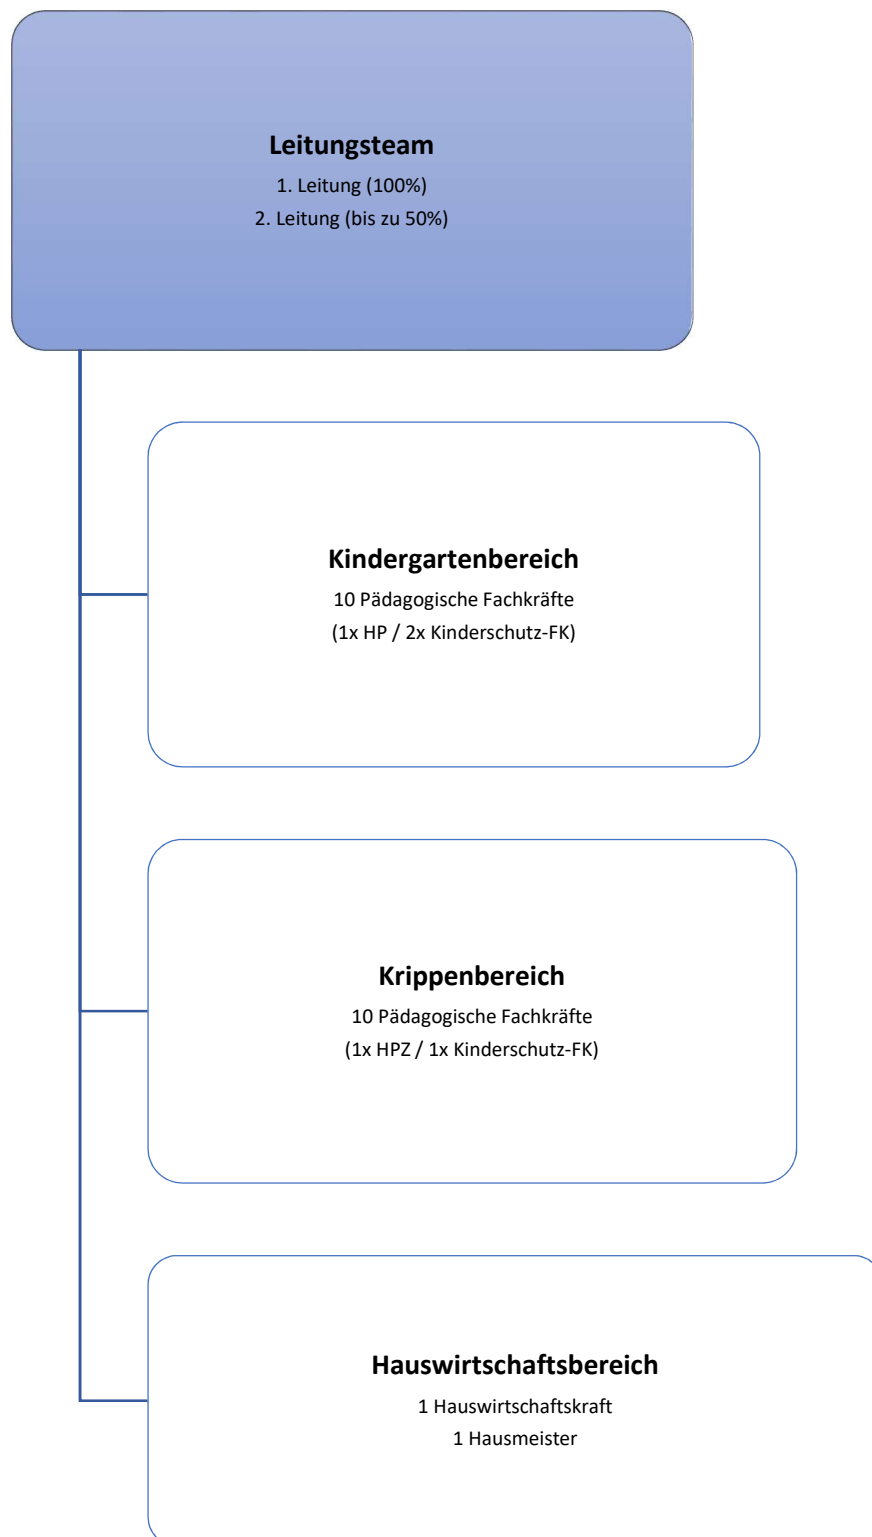 Leitungsteam
1. Leitung (100%)
2. Leitung (bis zu 50%)
Kindergartenbereich
10 Pädagogische Fachkräfte
(1x HP / 2x Kinderschutz-FK)
Krippenbereich
10 Pädagogische Fachkräfte
(1x HPZ / 1x Kinderschutz-FK)
Hauswirtschaftsbereich
1 Hauswirtschaftskraft
1 Hausmeister